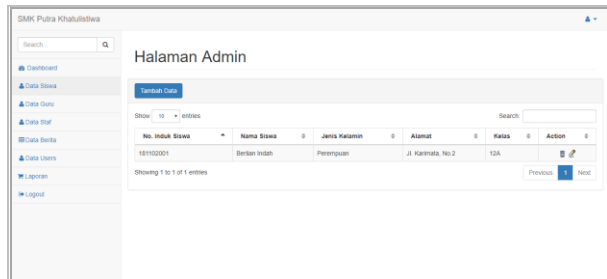 SMK Putra Khatulistiwa
Search...
Halaman Admin
Dashboard
Data Siswa
Tambah Data
Data Guru
Data Staf
Show 10 entries
Search:
Data Berita
No. Induk Siswa Nama Siswa Jenis Kelamin Alamat Kelas Action
Data Users
181102001 Berlian Indah Perempuan Jl. Karimata, No.2 12A
Laporan
Showing 1 to 1 of 1 entries
Previous 1 Next
Logout